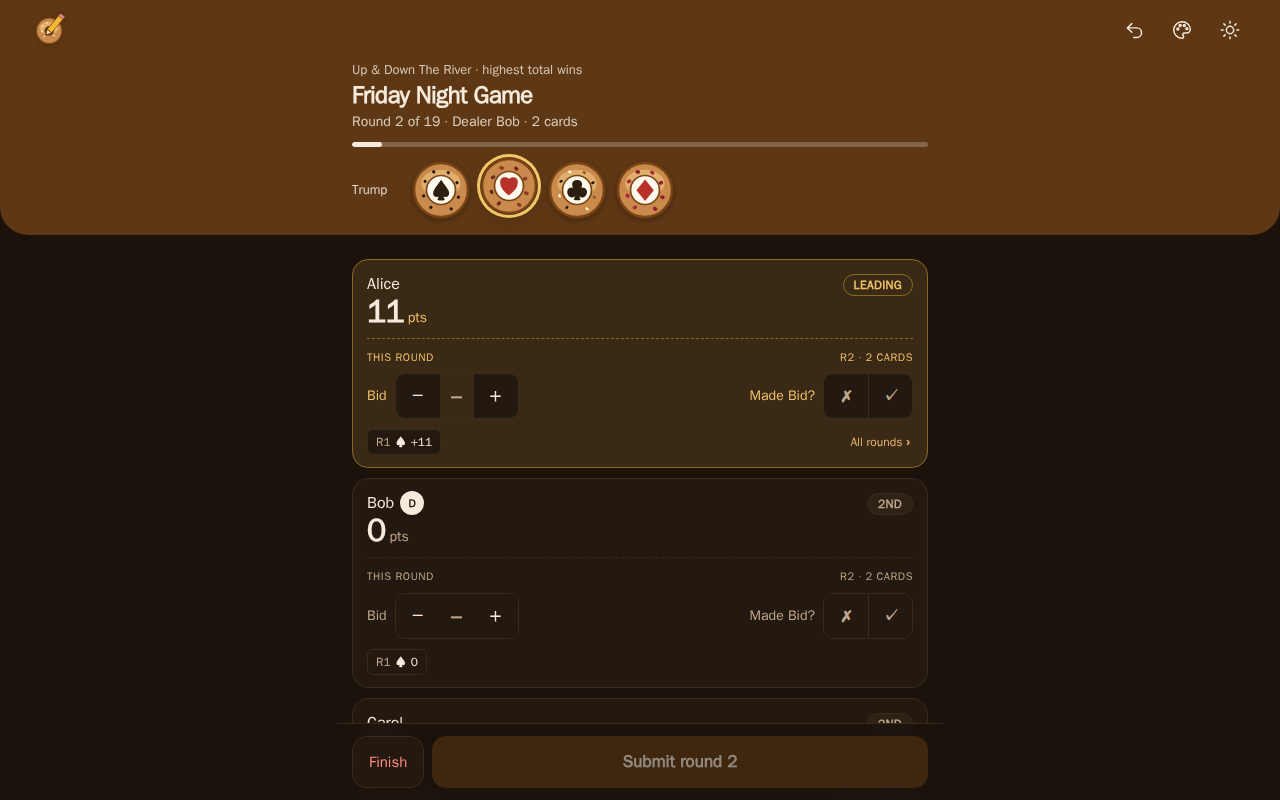 Up & Down The River · highest total wins
Friday Night Game
Round 2 of 19 · Dealer Bob · 2 cards
Trump
Alice
LEADING
11 pts
THIS ROUND
R2 · 2 CARDS
Bid − – +
Made Bid? ✗ ✓
R1 ♠ +11
All rounds ›
Bob D
2ND
0 pts
THIS ROUND
R2 · 2 CARDS
Bid − – +
Made Bid? ✗ ✓
R1 ♠ 0
Carol
2ND
Finish
Submit round 2